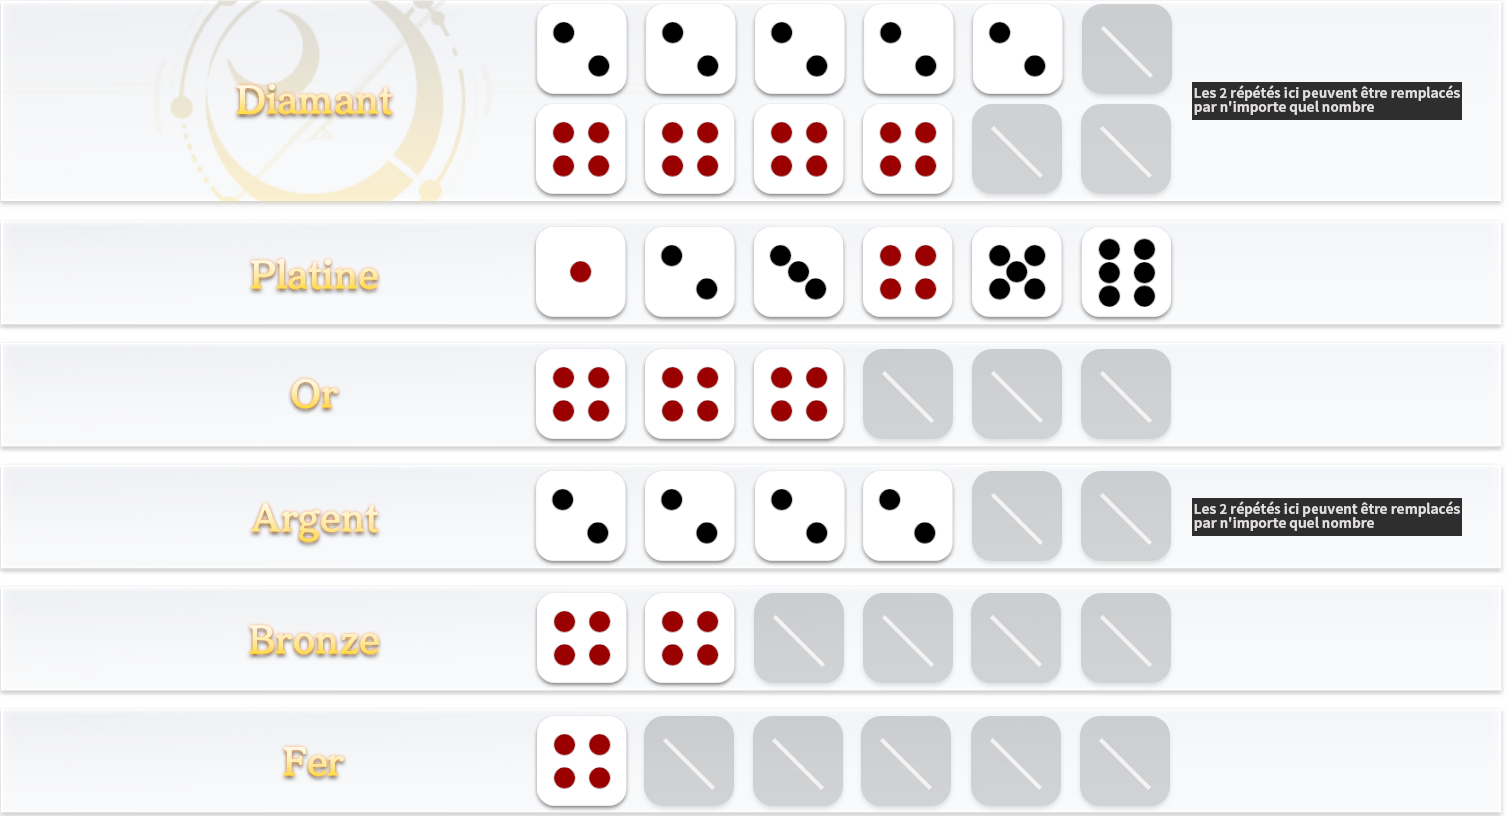 Diamant
Les 2 répétés ici peuvent être remplacés
par n'importe quel nombre
Platine
Or
Argent
Les 2 répétés ici peuvent être remplacés
par n'importe quel nombre
Bronze
Fer